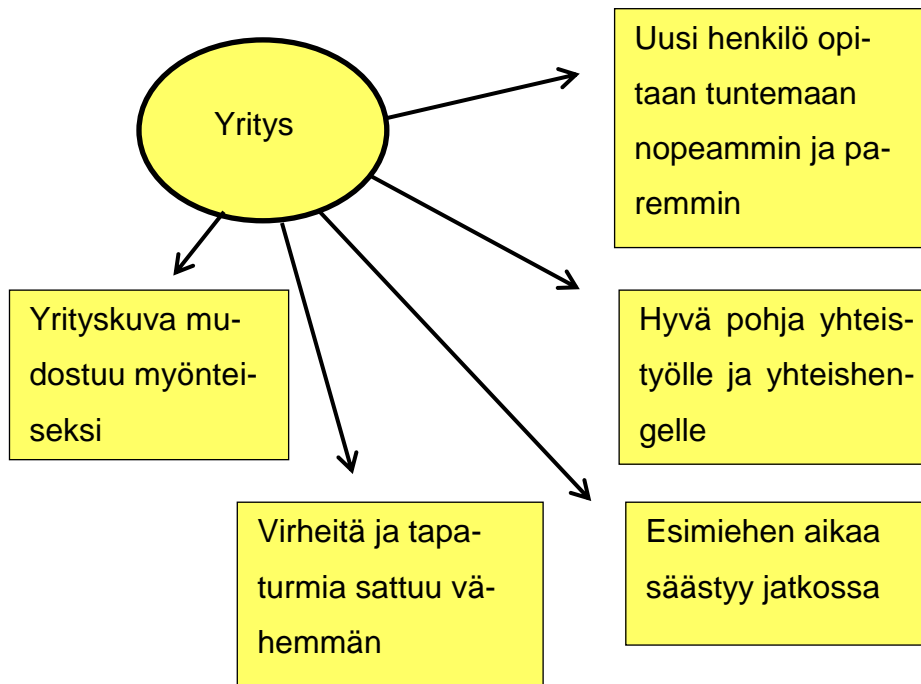 Yritys
Uusi henkilö opi-
taan tuntemaan
nopeammin ja pa-
remmin
Yrityskuva mu-
dostuu myöntei-
seksi
Hyvä pohja yhteis-
työlle ja yhteishen-
gelle
Virheitä ja tapa-
turmia sattuu vä-
hemmän
Esimiehen aikaa
säästyy jatkossa